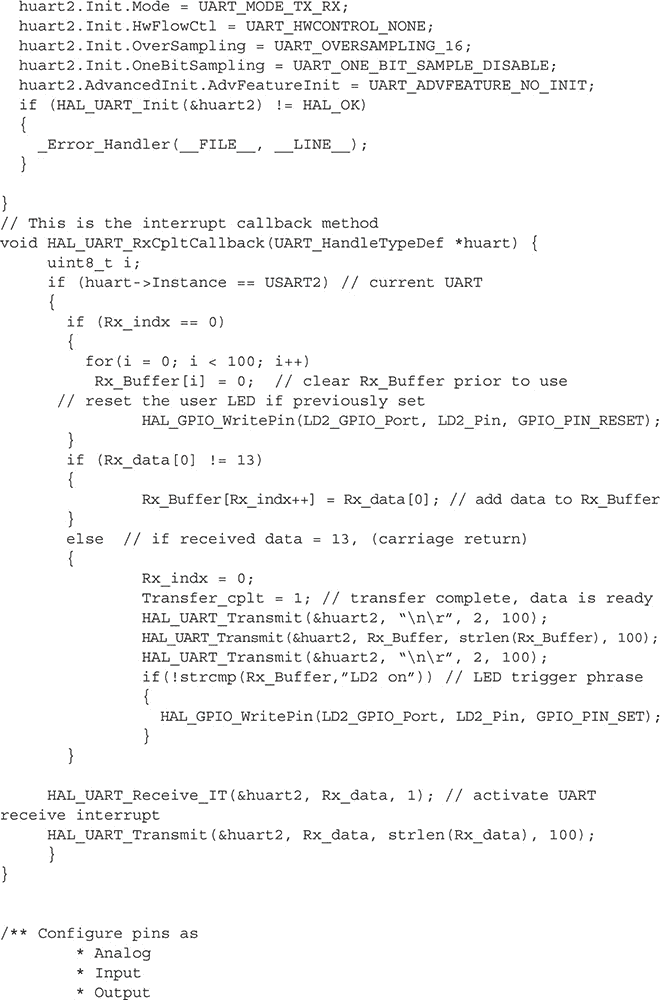 huart2.Init.Mode = UART_MODE_TX_RX;
huart2.Init.HwFlowCtl = UART_HWCONTROL_NONE;
huart2.Init.OverSampling = UART_OVERSAMPLING_16;
huart2.Init.OneBitSampling = UART_ONE_BIT_SAMPLE_DISABLE;
huart2.AdvancedInit.AdvFeatureInit = UART_ADVFEATURE_NO_INIT;
if (HAL_UART_Init(&huart2) != HAL_OK)
{
_Error_Handler(__FILE__, __LINE__);
}
}
// This is the interrupt callback method
void HAL_UART_RxCpltCallback(UART_HandleTypeDef *huart) {
uint8_t i;
if (huart->Instance == USART2) // current UART
{
if (Rx_indx == 0)
{
for(i = 0; i < 100; i++)
Rx_Buffer[i] = 0;  // clear Rx_Buffer prior to use
// reset the user LED if previously set
HAL_GPIO_WritePin(LD2_GPIO_Port, LD2_Pin, GPIO_PIN_RESET);
}
if (Rx_data[0] != 13)
{
Rx_Buffer[Rx_indx++] = Rx_data[0]; // add data to Rx_Buffer
}
else  // if received data = 13, (carriage return)
{
Rx_indx = 0;
Transfer_cplt = 1; // transfer complete, data is ready
HAL_UART_Transmit(&huart2, “\n\r”, 2, 100);
HAL_UART_Transmit(&huart2, Rx_Buffer, strlen(Rx_Buffer), 100);
HAL_UART_Transmit(&huart2, “\n\r”, 2, 100);
if(!strcmp(Rx_Buffer,”LD2 on”)) // LED trigger phrase
{
HAL_GPIO_WritePin(LD2_GPIO_Port, LD2_Pin, GPIO_PIN_SET);
}
}
HAL_UART_Receive_IT(&huart2, Rx_data, 1); // activate UART
receive interrupt
HAL_UART_Transmit(&huart2, Rx_data, strlen(Rx_data), 100);
}
}
/** Configure pins as
* Analog
* Input
* Output